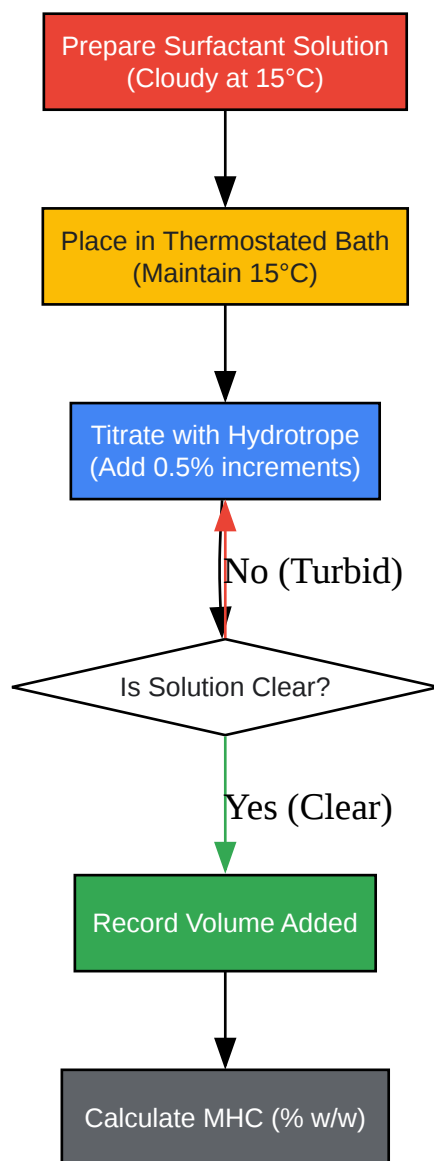 Prepare Surfactant Solution
(Cloudy at 15°C)
Place in Thermostated Bath
(Maintain 15°C)
Titrate with Hydrotrope
(Add 0.5% increments)
No (Turbid)
Is Solution Clear?
Yes (Clear)
Record Volume Added
Calculate MHC (% w/w)